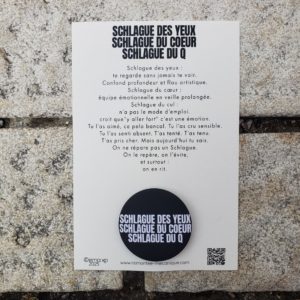 SCHLAGUE DES YEUX
SCHLAGUE DU COEUR
SCHLAGUE DU Q
Schlague des yeux :
te regarde sans jamais te voir.
Confond profondeur et flou artistique.
Schlague du cœur :
équipe émotionnelle en veille prolongée.
Schlague du cul :
n'a pas le mode d'emploi.
croit que "y aller fort" c'est une émotion.
Tu l'as aimé, ce pelo bancal. Tu l'as cru sensible.
Tu l'as senti absent. T'as tenté. T'as tenu.
T'as pris cher. Mais aujourd'hui tu sais.
On ne répare pas un Schlague.
On le repère, on l'évite,
et surtout :
on en rit.
SCHLAGUE DES YEUX
SCHLAGUE DU COEUR
SCHLAGUE DU Q
2025